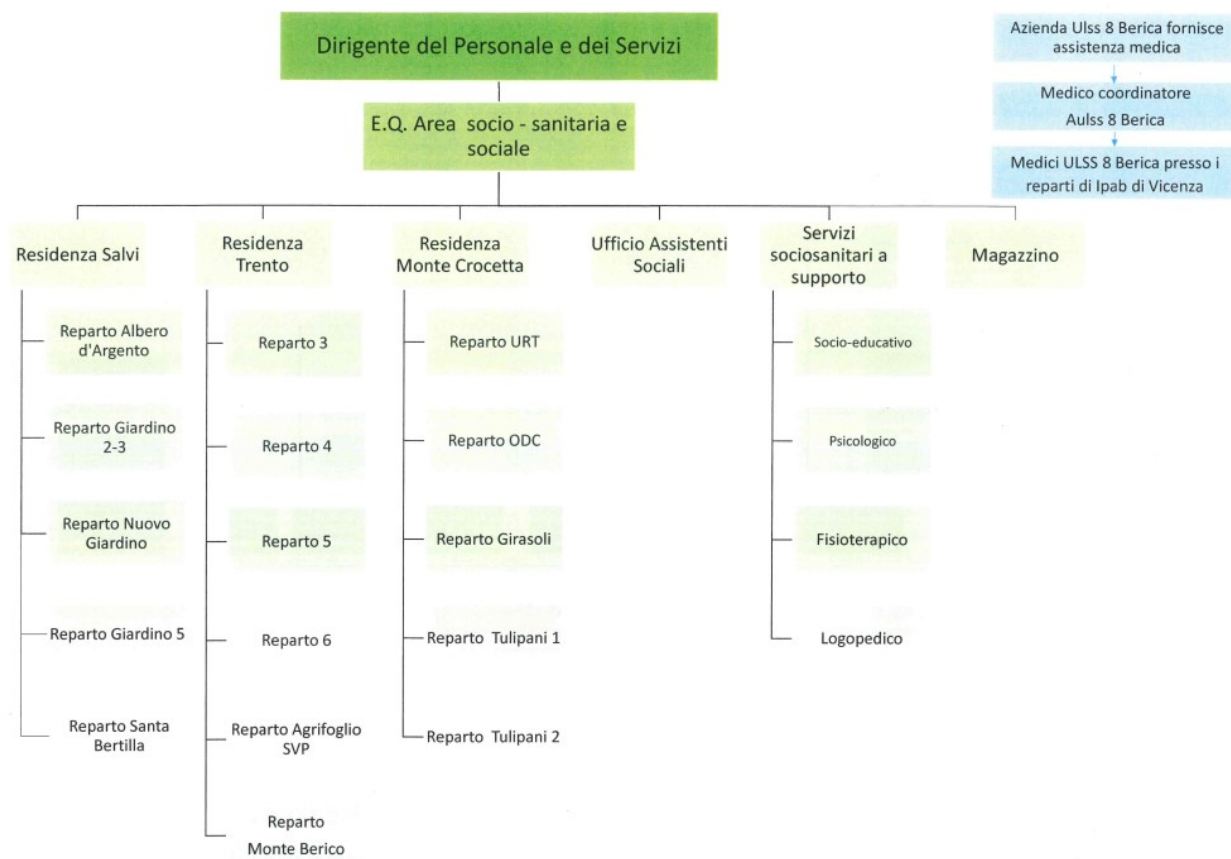 Dirigente del Personale e dei Servizi
E.Q. Area socio - sanitaria e
sociale
Azienda Ulss 8 Berica fornisce
assistenza medica
Medico coordinatore
Aulss 8 Berica
Medici ULSS 8 Berica presso i
reparti di Ipab di Vicenza
Residenza Salvi
Reparto Albero
d'Argento
Reparto Giardino
2-3
Reparto Nuovo
Giardino
Reparto Giardino 5
Reparto Santa
Bertilla
Residenza
Trento
Reparto 3
Reparto 4
Reparto 5
Reparto 6
Reparto Agrifoglio
SVP
Reparto
Monte Berico
Residenza
Monte Crocetta
Reparto URT
Reparto ODC
Reparto Girasoli
Reparto Tulipani 1
Reparto Tulipani 2
Ufficio Assistenti
Sociali
Servizi
sociosanitari a
supporto
Socio-educativo
Psicologico
Fisioterapico
Logopedico
Magazzino